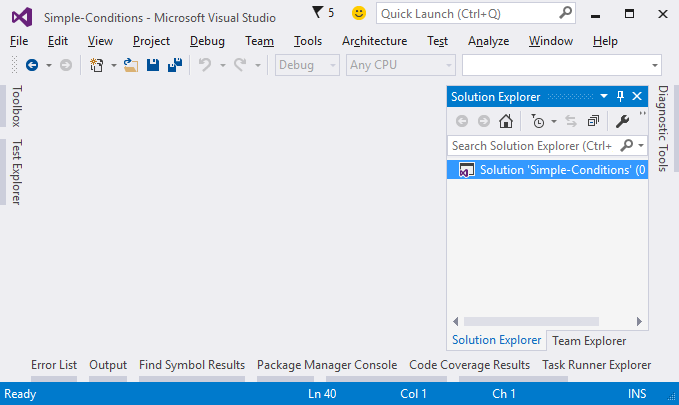 Simple-Conditions - Microsoft Visual Studio
5
Quick Launch (Ctrl+Q)
File Edit View Project Debug Team Tools Architecture Test Analyze Window Help
Debug Any CPU
Toolbox
Test Explorer
Solution Explorer
Search Solution Explorer (Ctrl+
Solution 'Simple-Conditions' (0
Solution Explorer Team Explorer
Diagnostic Tools
Error List Output Find Symbol Results Package Manager Console Code Coverage Results Task Runner Explorer
Ready Ln 40 Col 1 Ch 1 INS